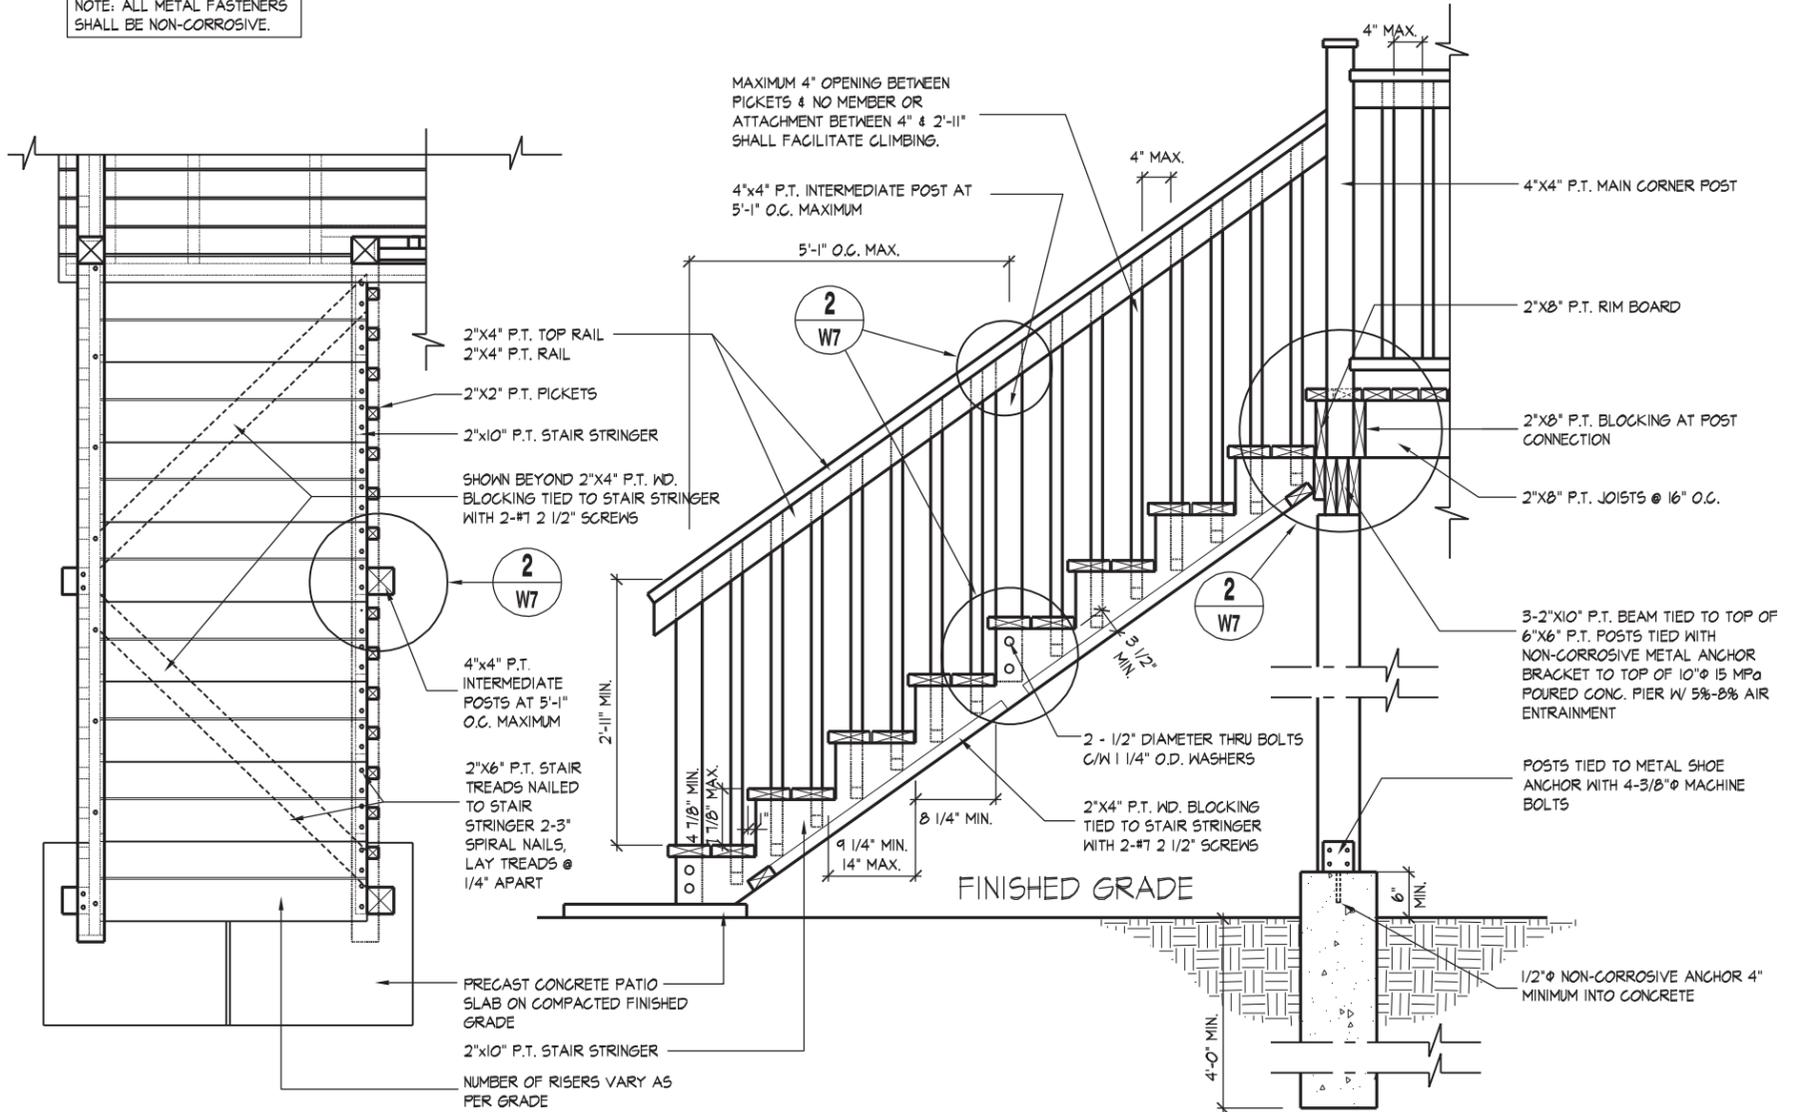 NOTE: ALL METAL FASTENERS
SHALL BE NON-CORROSIVE.
4" MAX.
MAXIMUM 4" OPENING BETWEEN
PICKETS & NO MEMBER OR
ATTACHMENT BETWEEN 4" & 2'-11"
SHALL FACILITATE CLIMBING.
4" MAX.
4"x4" P.T. INTERMEDIATE POST AT
5'-1" O.C. MAXIMUM
4"X4" P.T. MAIN CORNER POST
5'-1" O.C. MAX.
2
W7
2
W7
2"X8" P.T. RIM BOARD
2"X4" P.T. TOP RAIL
2"X4" P.T. RAIL
2"X2" P.T. PICKETS
2"x10" P.T. STAIR STRINGER
2"X8" P.T. BLOCKING AT POST
CONNECTION
SHOWN BEYOND 2"X4" P.T. WD.
BLOCKING TIED TO STAIR STRINGER
WITH 2-#7 2 1/2" SCREWS
2"X8" P.T. JOISTS @ 16" O.C.
2
W7
2
W7
3-2"X10" P.T. BEAM TIED TO TOP OF
6"X6" P.T. POSTS TIED WITH
NON-CORROSIVE METAL ANCHOR
BRACKET TO TOP OF 10"Φ 15 MPa
POURED CONC. PIER W/ 5%-8% AIR
ENTRAINMENT
3 1/2"
MIN.
4"x4" P.T.
INTERMEDIATE
POSTS AT 5'-1"
O.C. MAXIMUM
2'-11" MIN.
2 - 1/2" DIAMETER THRU BOLTS
C/W 1 1/4" O.D. WASHERS
2"X6" P.T. STAIR
TREADS NAILED
TO STAIR
STRINGER 2-3"
SPIRAL NAILS,
LAY TREADS @
1/4" APART
4 7/8" MIN.
7 7/8" MAX.
1"
8 1/4" MIN.
9 1/4" MIN.
14" MAX.
2"X4" P.T. WD. BLOCKING
TIED TO STAIR STRINGER
WITH 2-#7 2 1/2" SCREWS
POSTS TIED TO METAL SHOE
ANCHOR WITH 4-3/8"Φ MACHINE
BOLTS
FINISHED GRADE
6"
MIN.
PRECAST CONCRETE PATIO
SLAB ON COMPACTED FINISHED
GRADE
1/2"Φ NON-CORROSIVE ANCHOR 4"
MINIMUM INTO CONCRETE
4'-0" MIN.
2"x10" P.T. STAIR STRINGER
NUMBER OF RISERS VARY AS
PER GRADE